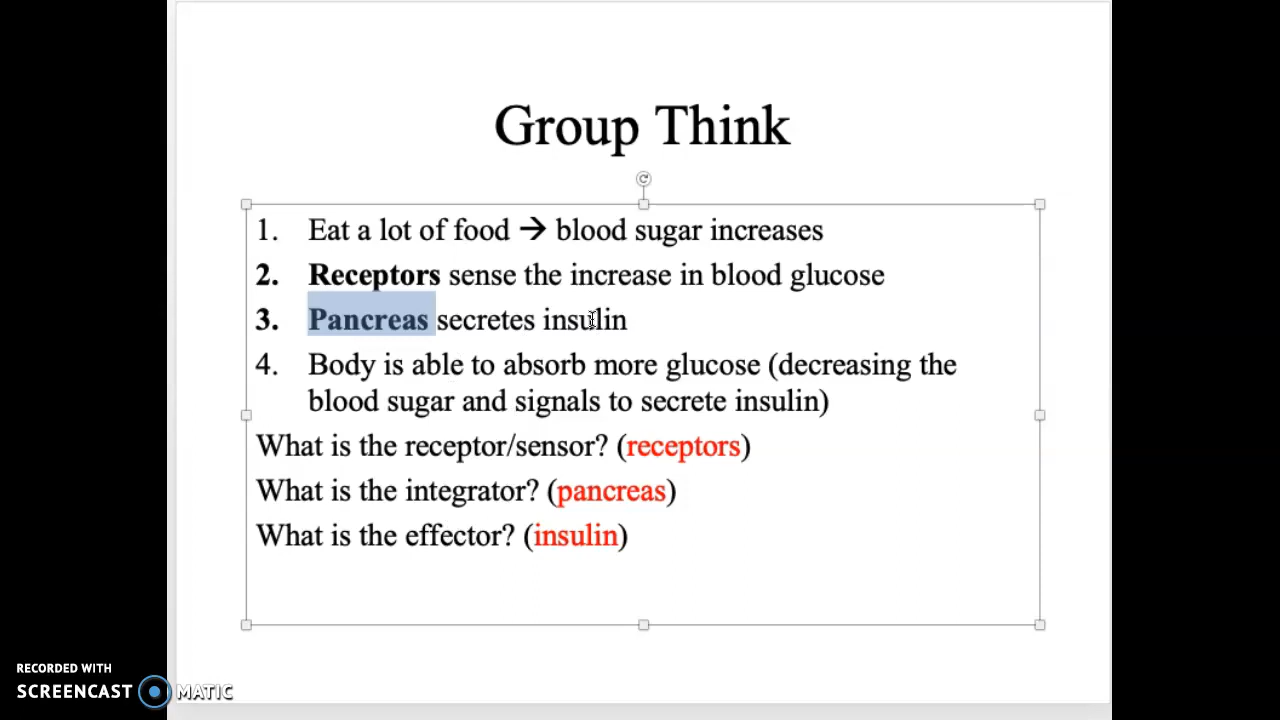 Group Think
1. Eat a lot of food → blood sugar increases
2. Receptors sense the increase in blood glucose
3. Pancreas secretes insulin
4. Body is able to absorb more glucose (decreasing the
blood sugar and signals to secrete insulin)
What is the receptor/sensor? (receptors)
What is the integrator? (pancreas)
What is the effector? (insulin)
RECORDED WITH
SCREENCAST MATIC